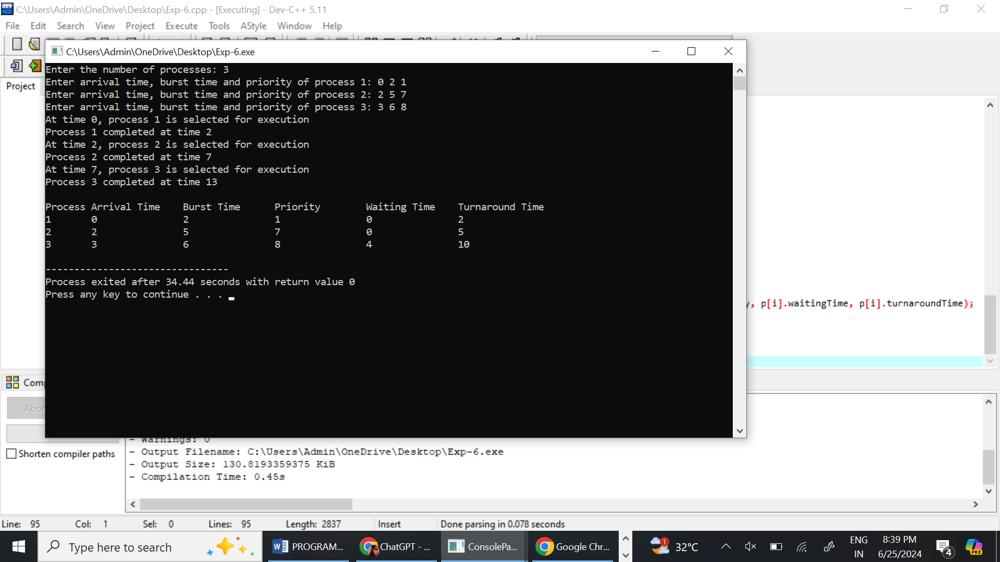 C:\Users\Admin\OneDrive\Desktop\Exp-6.cpp - [Executing] - Dev-C++ 5.11
File Edit Search View Project Execute Tools AStyle Window Help
C:\Users\Admin\OneDrive\Desktop\Exp-6.exe
Project
Enter the number of processes: 3
Enter arrival time, burst time and priority of process 1: 0 2 1
Enter arrival time, burst time and priority of process 2: 2 5 7
Enter arrival time, burst time and priority of process 3: 3 6 8
At time 0, process 1 is selected for execution
Process 1 completed at time 2
At time 2, process 2 is selected for execution
Process 2 completed at time 7
At time 7, process 3 is selected for execution
Process 3 completed at time 13
Process Arrival Time Burst Time Priority Waiting Time Turnaround Time
1 0 2 1 0 2
2 2 5 7 0 5
3 3 6 8 4 10
--------------------------------
Process exited after 34.44 seconds with return value 0
Press any key to continue . . .
, p[i].waitingTime, p[i].turnaroundTime);
Shorten compiler paths
- Warnings: 0
- Output Filename: C:\Users\Admin\OneDrive\Desktop\Exp-6.exe
- Output Size: 130.8193359375 KiB
- Compilation Time: 0.45s
Line: 95 Col: 1 Sel: 0 Lines: 95 Length: 2837 Insert Done parsing in 0.078 seconds
Type here to search
PROGRAM...
ChatGPT - ...
ConsolePa...
Google Chr...
1
32°C
ENG
IN
8:39 PM
6/25/2024
4
PRE